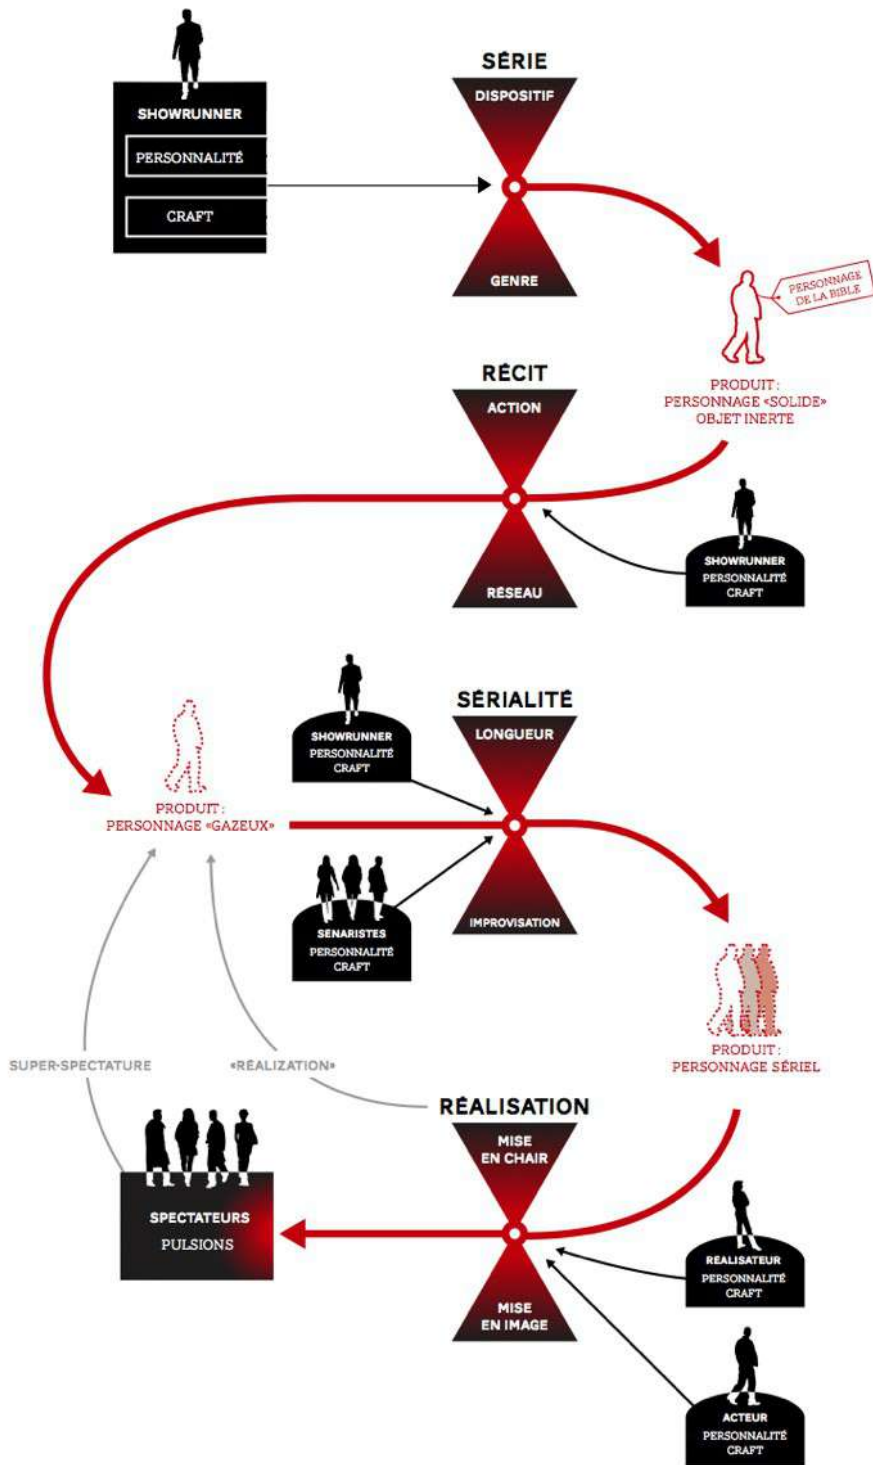 SÉRIE
DISPOSITIF
SHOWRUNNER
PERSONNALITÉ
CRAFT
GENRE
PERSONNAGE
DE LA BIBLE
PRODUIT :
PERSONNAGE «SOLIDE»
OBJET INERTE
RÉCIT
ACTION
RÉSEAU
SHOWRUNNER
PERSONNALITÉ
CRAFT
SÉRIALITÉ
LONGUEUR
SHOWRUNNER
PERSONNALITÉ
CRAFT
PRODUIT :
PERSONNAGE «GAZEUX»
SENARISTES
PERSONNALITÉ
CRAFT
IMPROVISATION
PRODUIT :
PERSONNAGE SÉRIEL
SUPER-SPECTATURE
«RÉALIZATION»
RÉALISATION
MISE
EN CHAIR
SPECTATEURS
PULSIONS
RÉALISATEUR
PERSONNALITÉ
CRAFT
MISE
EN IMAGE
ACTEUR
PERSONNALITÉ
CRAFT